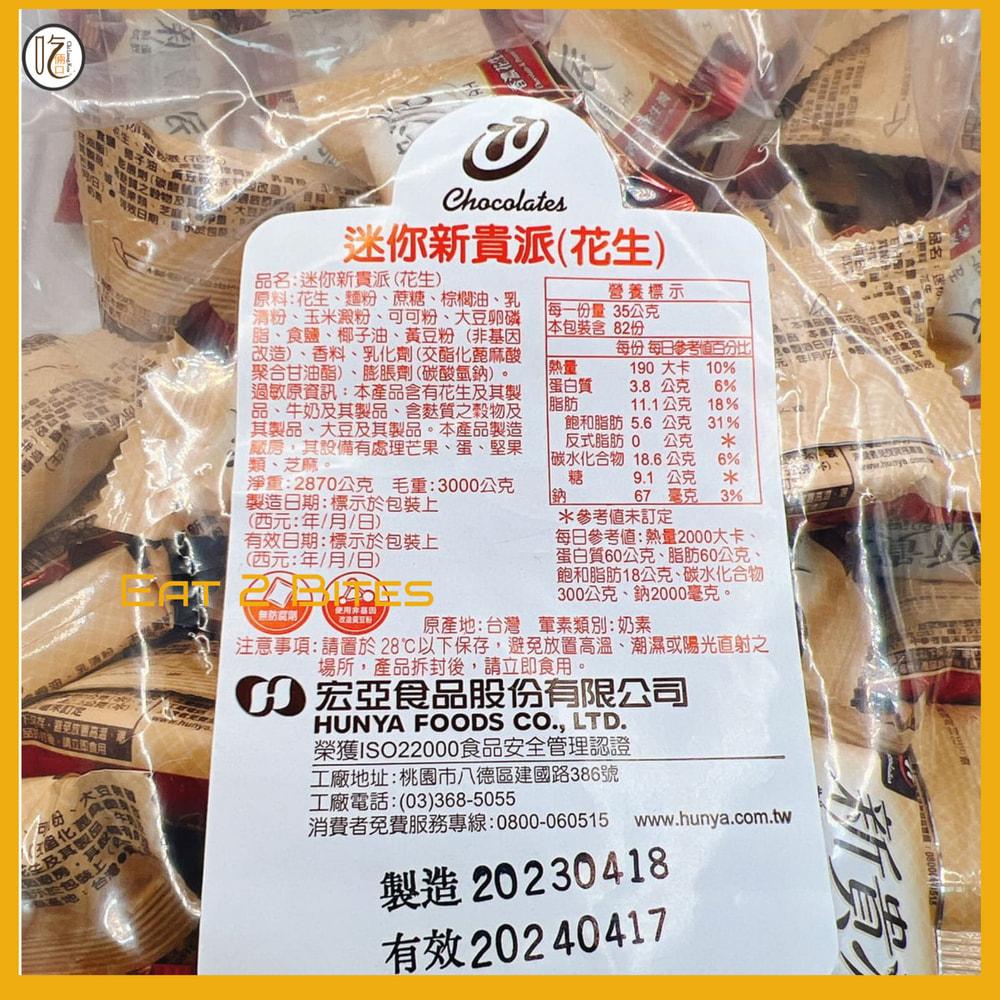 吃
兩口
Chocolates
迷你新貴派(花生)
品名:迷你新貴派(花生)
原料:花生、麵粉、蔗糖、棕櫚油、乳
清粉、玉米澱粉、可可粉、大豆卵磷
脂、食鹽、椰子油、黃豆粉(非基因
改造)、香料、乳化劑(交酯化蓖麻酸
聚合甘油酯)、膨脹劑(碳酸氫鈉)。
過敏原資訊:本產品含有花生及其製
品、牛奶及其製品、含麩質之穀物及
其製品、大豆及其製品。本產品製造
廠房,其設備有處理芒果、蛋、堅果
類、芝麻。
淨重:2870公克 毛重:3000公克
製造日期:標示於包裝上
(西元:年/月/日)
有效日期:標示於包裝上
(西元:年/月/日)
營養標示
每一份量 35公克
本包裝含 82份
每份 每日參考值百分比
熱量 190 大卡 10%
蛋白質 3.8 公克 6%
脂肪 11.1 公克 18%
飽和脂肪 5.6 公克 31%
反式脂肪 0 公克 *
碳水化合物 18.6 公克 6%
糖 9.1 公克 *
鈉 67 毫克 3%
*參考值未訂定
每日參考值:熱量2000大卡、
蛋白質60公克、脂肪60公克、
飽和脂肪18公克、碳水化合物
300公克、鈉2000毫克。
EAT 2 BITES
無防腐劑
使用非基因
改造黃豆粉
原產地:台灣 葷素類別:奶素
注意事項:請置於28℃以下保存,避免放置高溫、潮濕或陽光直射之
場所,產品拆封後,請立即食用。
宏亞食品股份有限公司
HUNYA FOODS CO., LTD.
榮獲ISO22000食品安全管理認證
工廠地址:桃園市八德區建國路386號
工廠電話:(03)368-5055
消費者免費服務專線:0800-060515 www.hunya.com.tw
製造 20230418
有效 20240417
新貴派